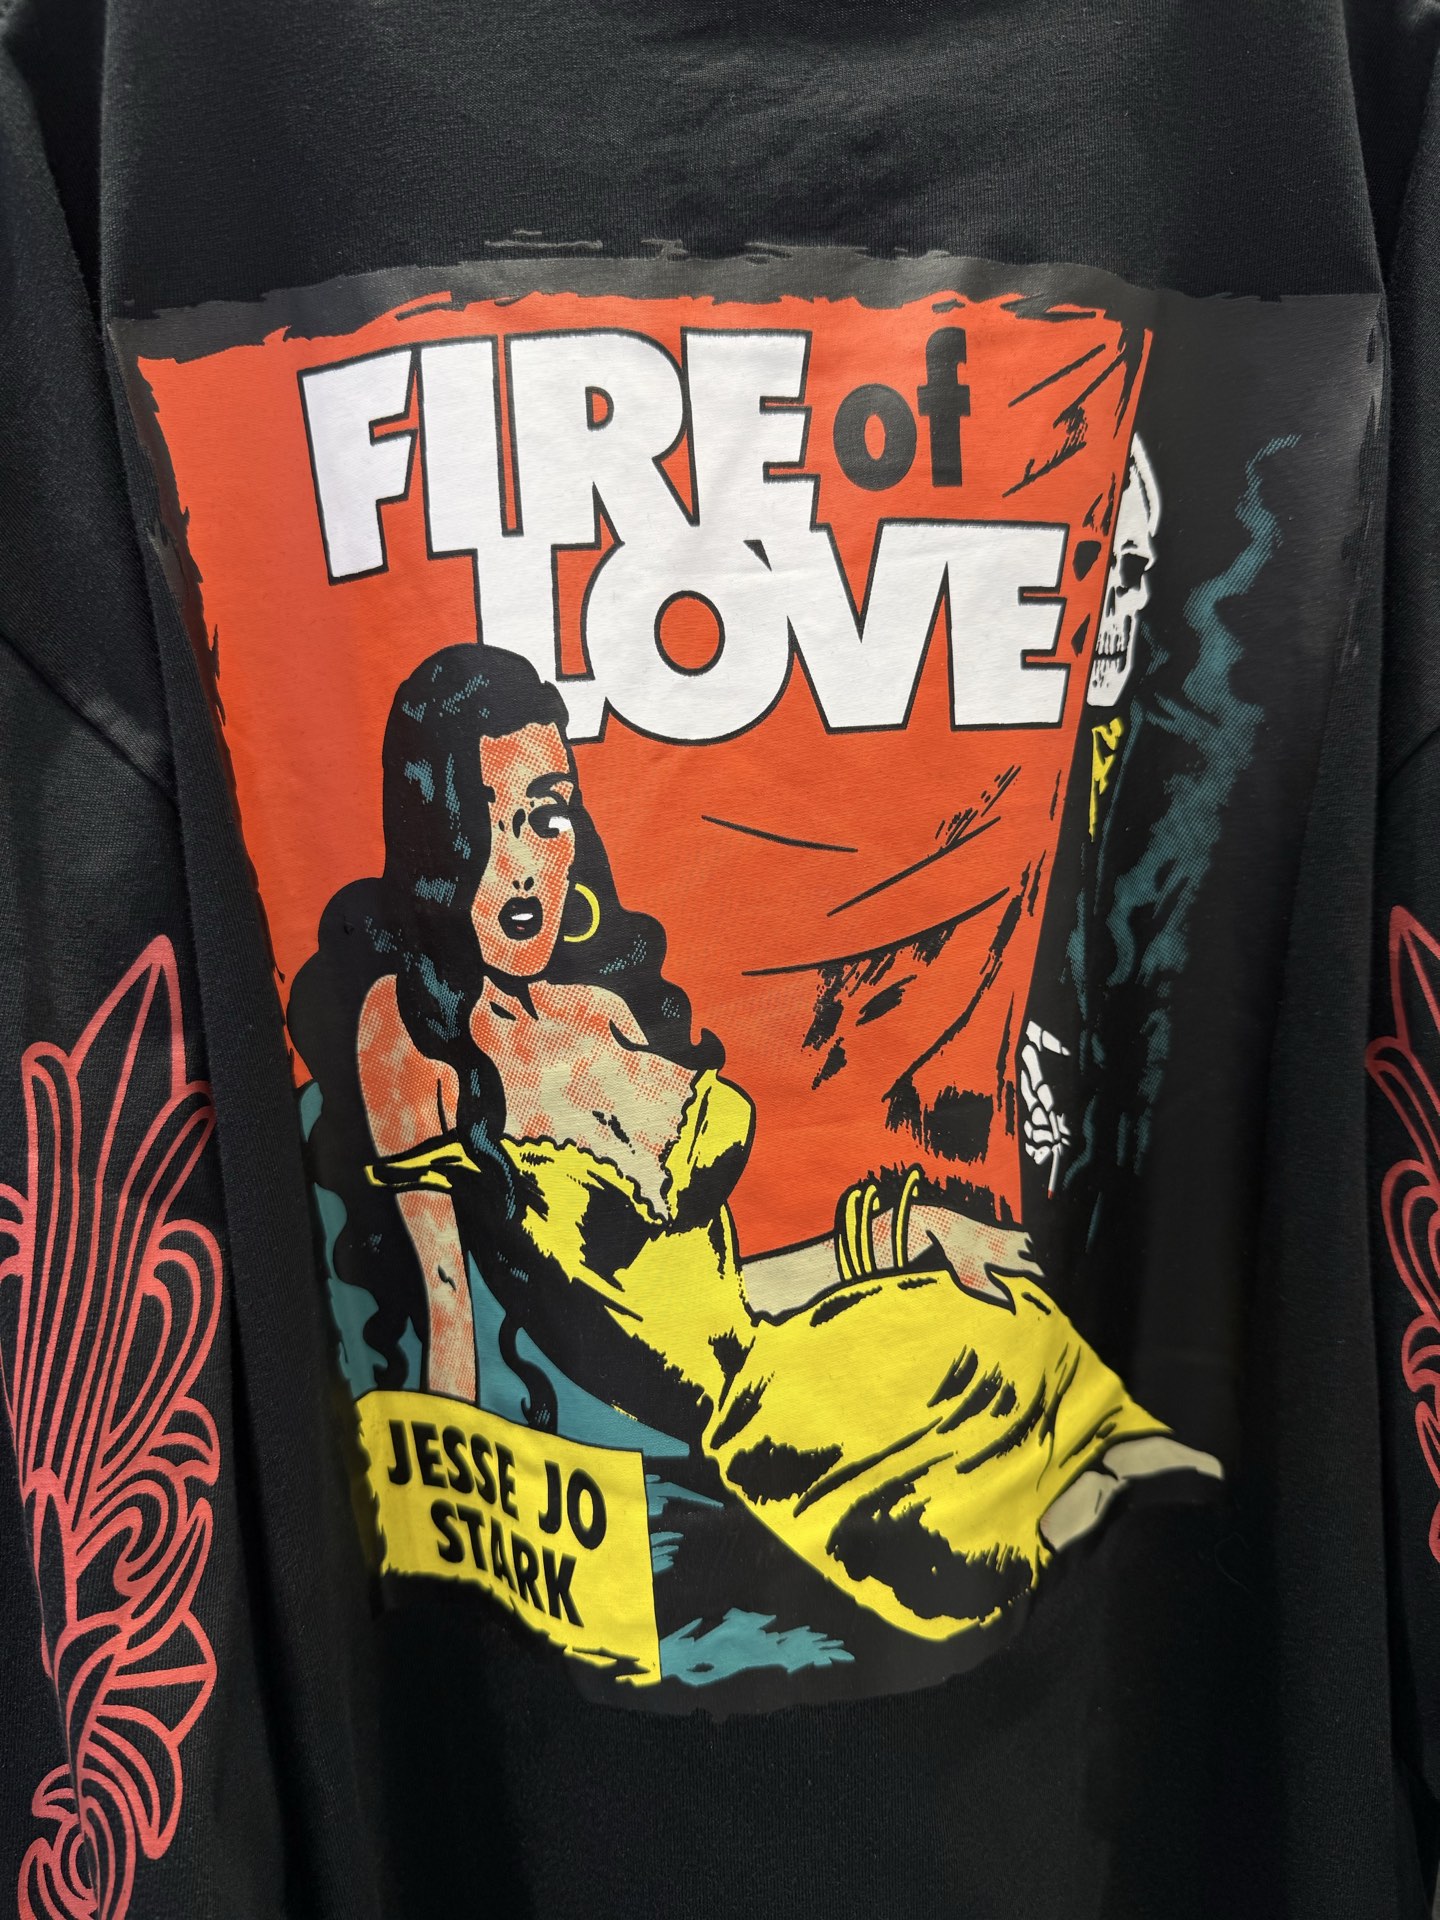 FIRE of
LOVE
JESSE JO
STARK